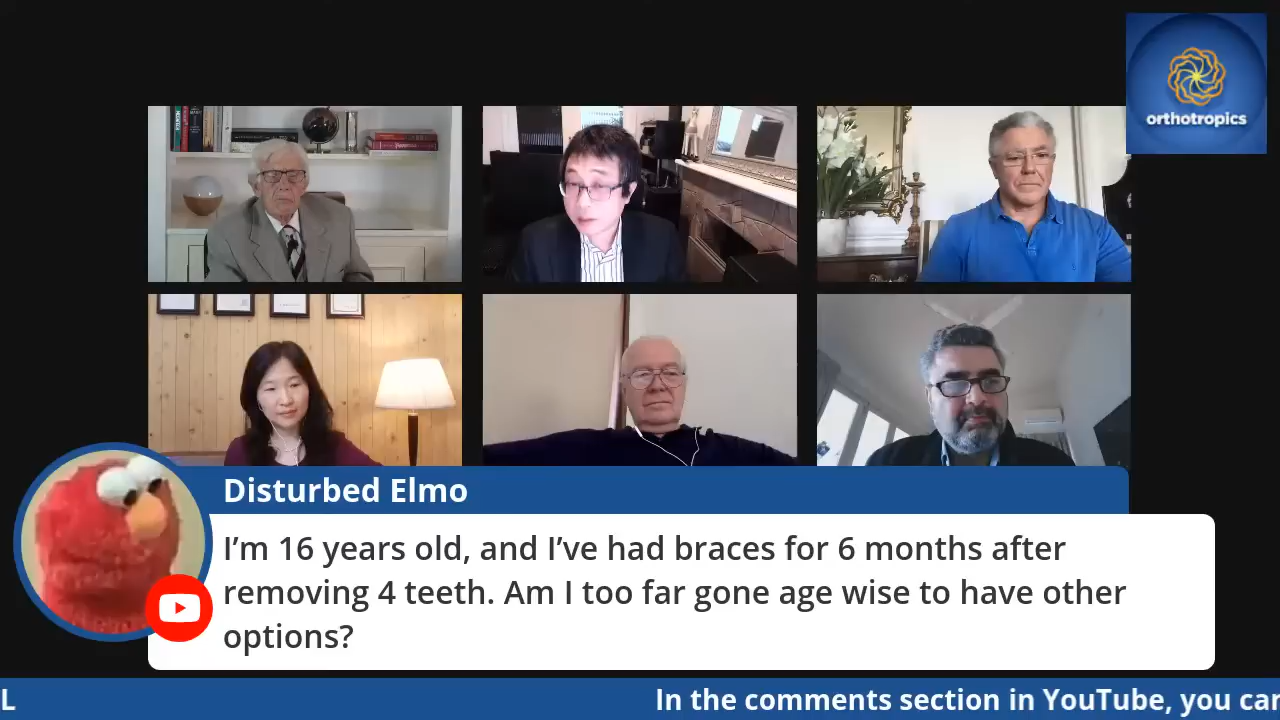 orthotropics
Disturbed Elmo
I'm 16 years old, and I've had braces for 6 months after
removing 4 teeth. Am I too far gone age wise to have other
options?
L
In the comments section in YouTube, you can